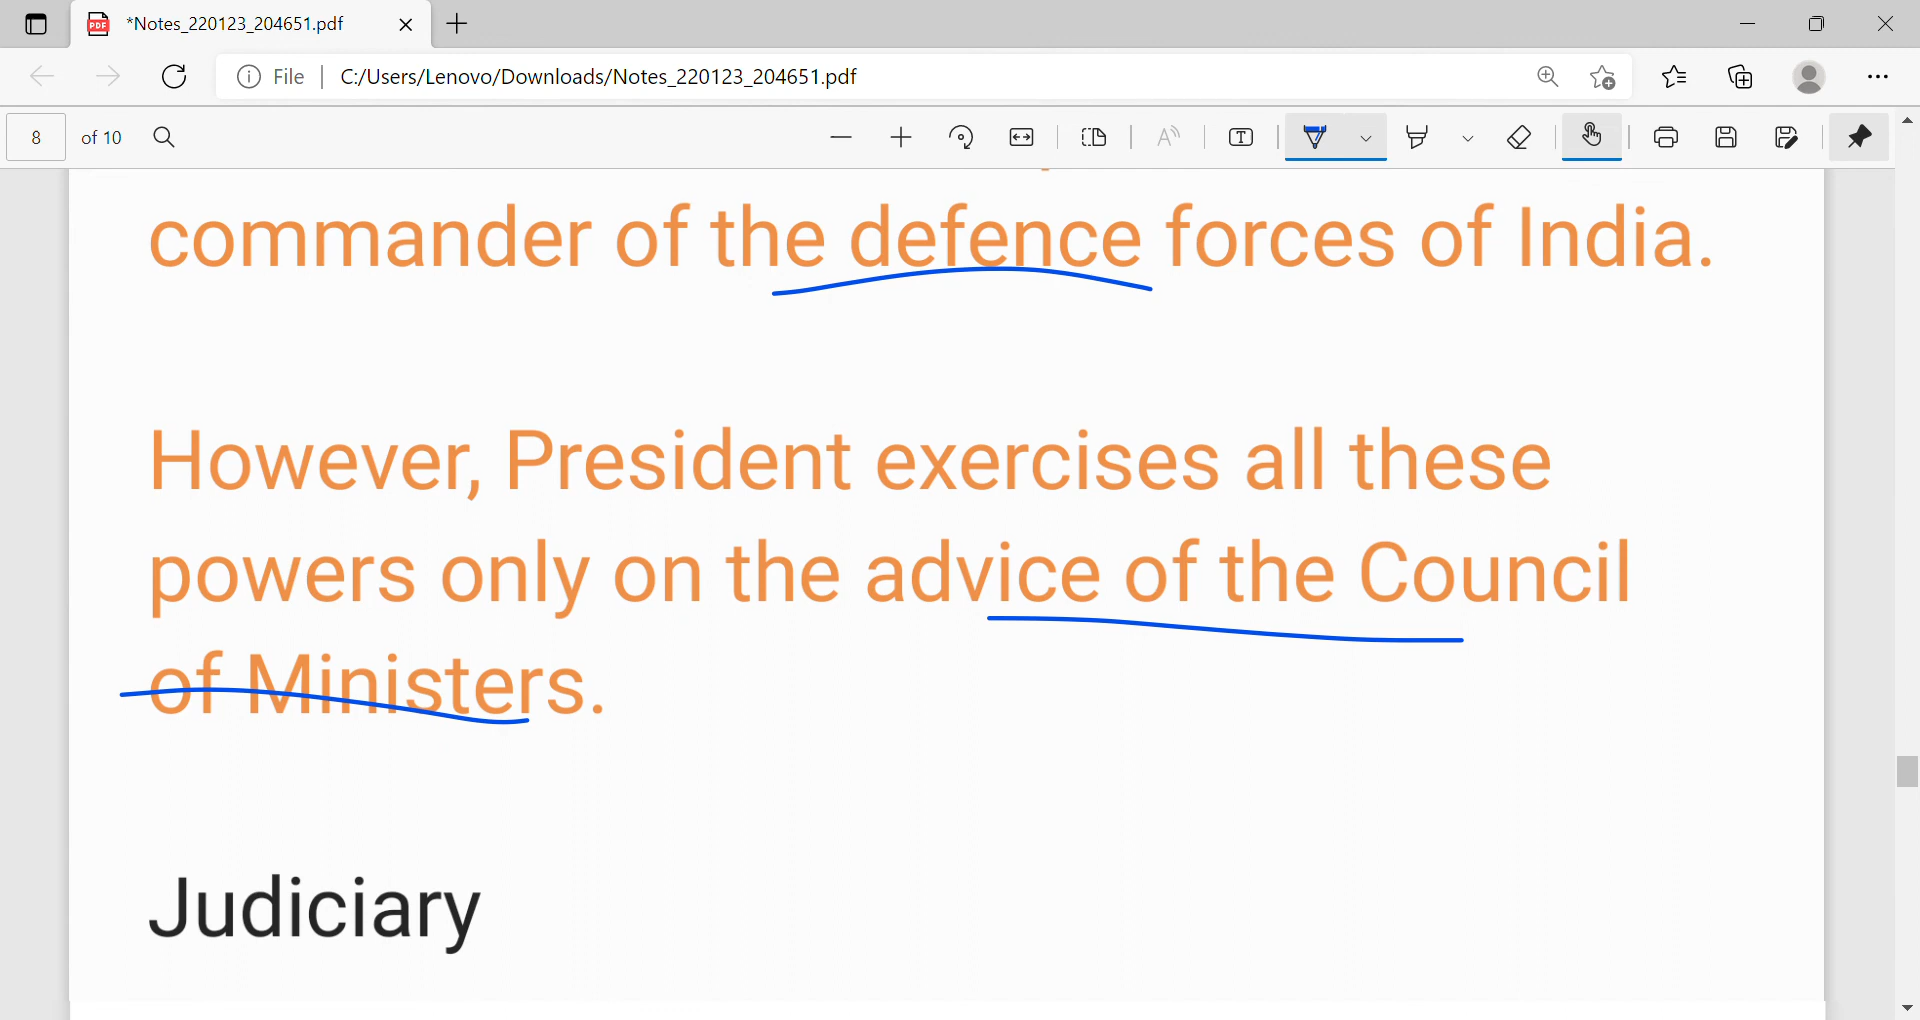 *Notes_220123_204651.pdf
File C:/Users/Lenovo/Downloads/Notes_220123_204651.pdf
8 of 10
commander of the defence forces of India.
However, President exercises all these
powers only on the advice of the Council
of Ministers.
Judiciary